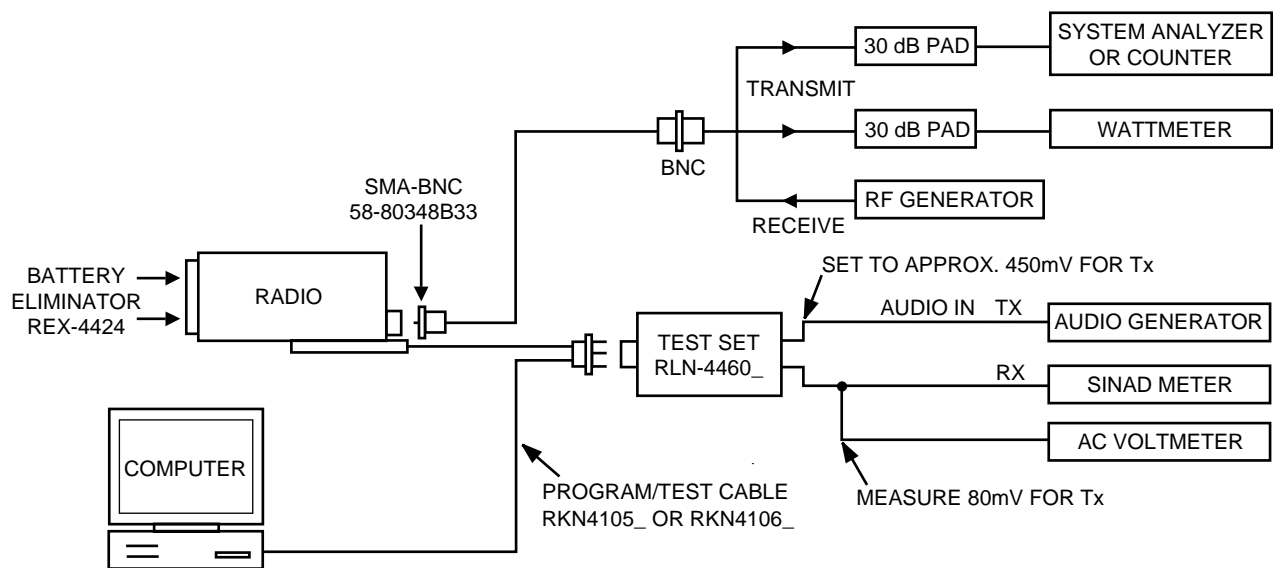 30 dB PAD
SYSTEM ANALYZER
OR COUNTER
TRANSMIT
30 dB PAD
WATTMETER
BNC
SMA-BNC
58-80348B33
RF GENERATOR
RECEIVE
BATTERY
ELIMINATOR
REX-4424
RADIO
SET TO APPROX. 450mV FOR Tx
AUDIO IN TX
AUDIO GENERATOR
TEST SET
RLN-4460_
RX
SINAD METER
AC VOLTMETER
COMPUTER
PROGRAM/TEST CABLE
RKN4105_ OR RKN4106_
MEASURE 80mV FOR Tx